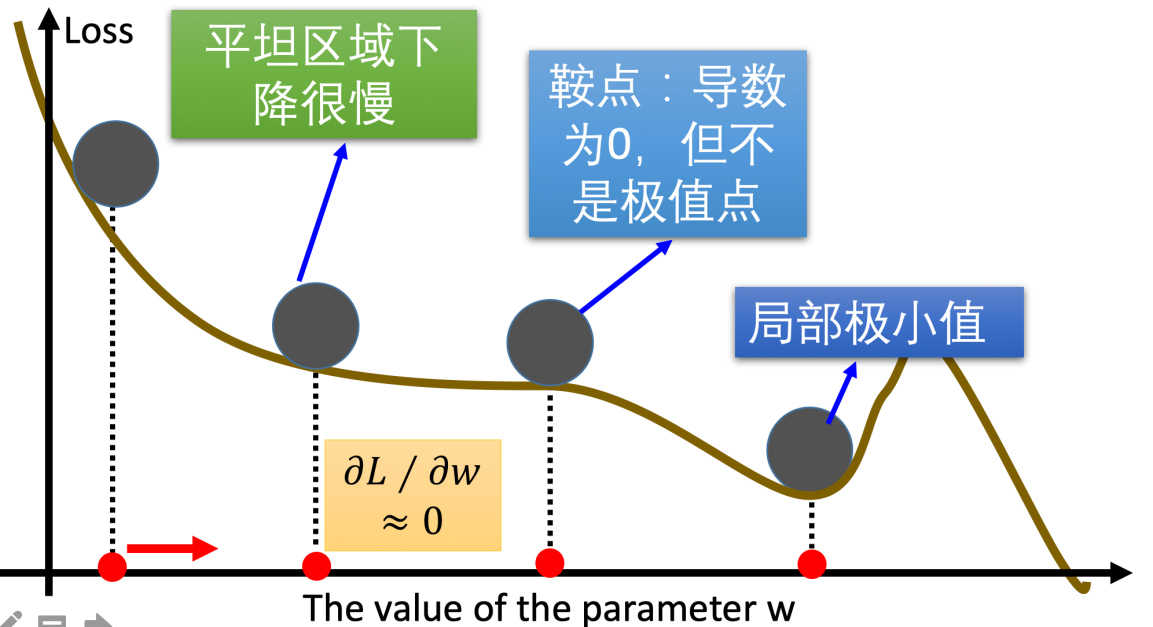 Loss
平坦区域下
降很慢
鞍点：导数
为0，但不
是极值点
局部极小值
∂L / ∂w
≈ 0
The value of the parameter w